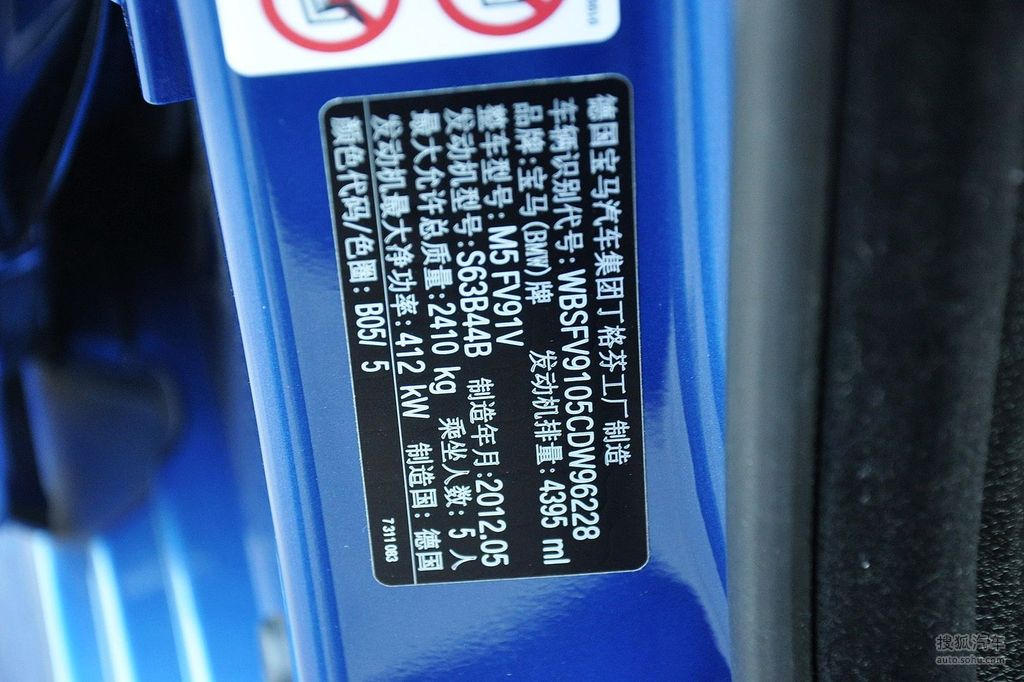 德国宝马汽车集团丁格芬工厂制造
车辆识别代号: WBSFV9105CDW96228
品牌:宝马(BMW)牌 发动机排量: 4395 ml
整车型号: M5 FV91V
发动机型号: S63B44B 制造年月:2012.05
最大允许总质量:2410 kg 乘坐人数: 5 人
发动机最大净功率: 412 kW 制造国: 德国
颜色代码/色圈: B05/ 5
7311 063
搜狐汽车
auto.sohu.com